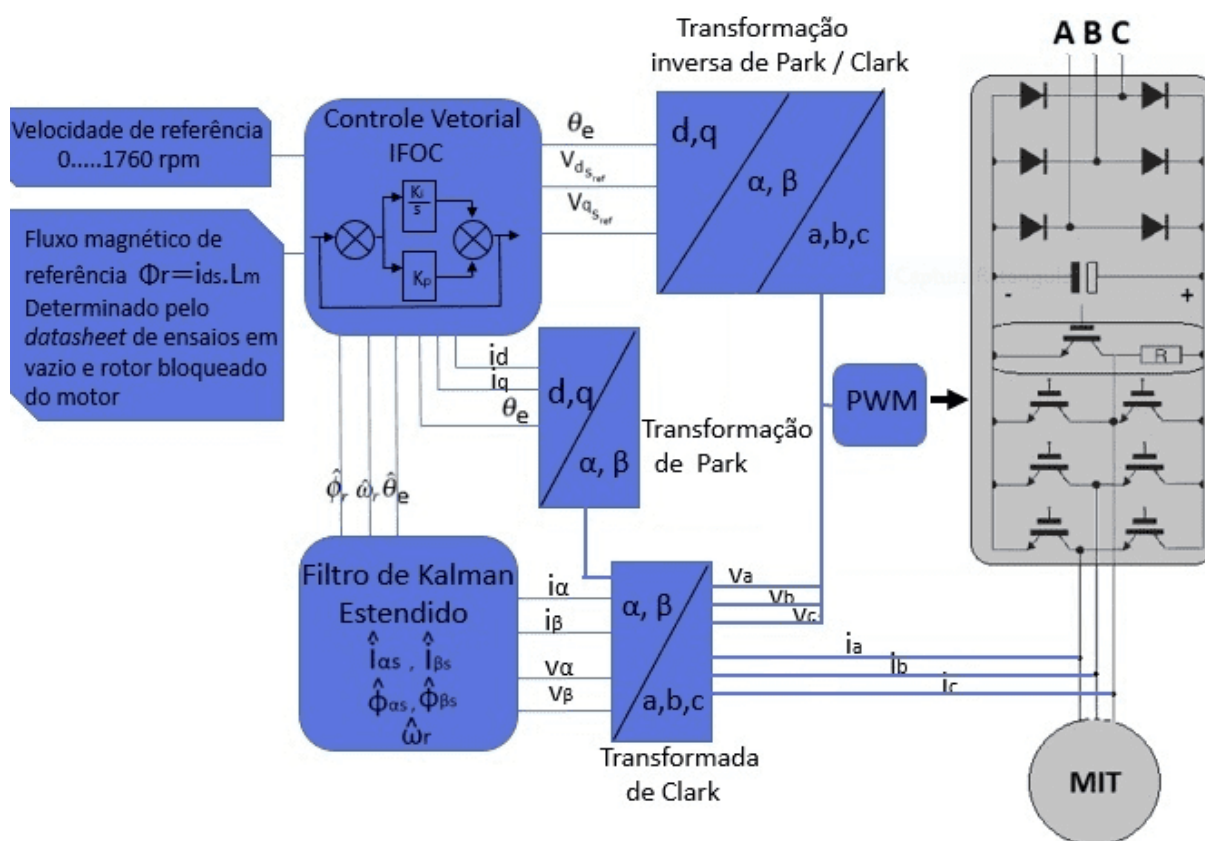 Transformação
inversa de Park / Clark
A B C
Velocidade de referência
0.....1760 rpm
Controle Vetorial
IFOC
Ki
s
Kp
θe
Vdsref
Vqsref
d,q
α, β
a,b,c
Fluxo magnético de
referência Φr=ids.Lm
Determinado pelo
datasheet de ensaios em
vazio e rotor bloqueado
do motor
- +
R
id
iq
θe
d,q
α, β
Transformação
de Park
PWM
ϕ̂r ω̂r θ̂e
Filtro de Kalman
Estendido
îαs , îβs
ϕ̂αs, ϕ̂βs
ω̂r
iα
iβ
vα
vβ
α, β
a,b,c
va
vb
vc
ia
ib
ic
Transformada
de Clark
MIT